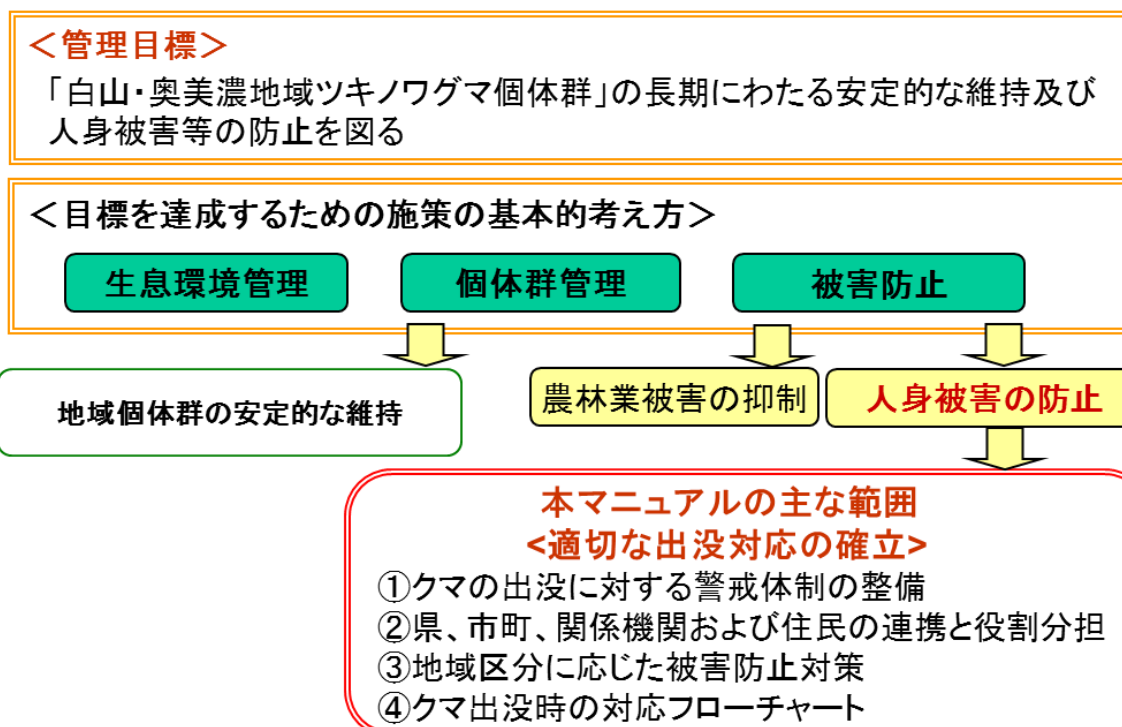 ＜管理目標＞
「白山・奥美濃地域ツキノワグマ個体群」の長期にわたる安定的な維持及び
人身被害等の防止を図る
＜目標を達成するための施策の基本的考え方＞
生息環境管理
個体群管理
被害防止
地域個体群の安定的な維持
農林業被害の抑制
人身被害の防止
本マニュアルの主な範囲
<適切な出没対応の確立>
①クマの出没に対する警戒体制の整備
②県、市町、関係機関および住民の連携と役割分担
③地域区分に応じた被害防止対策
④クマ出没時の対応フローチャート